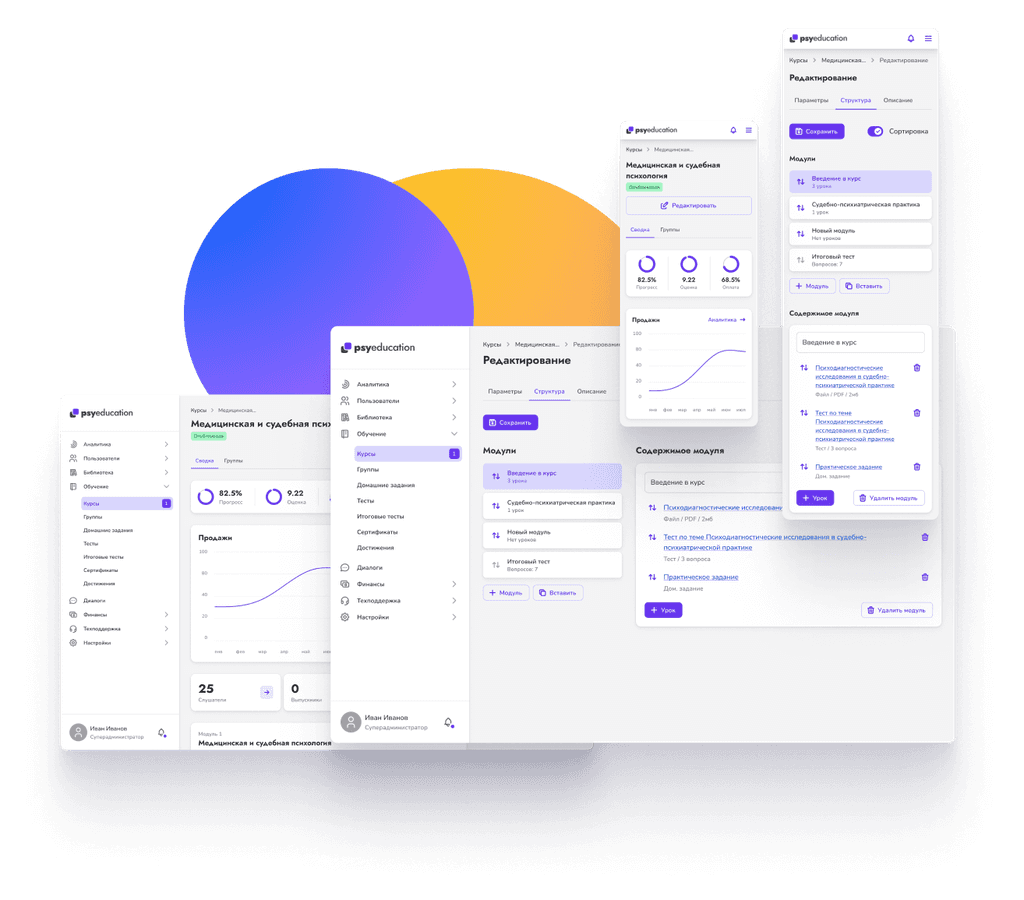 psyeducation
Курсы > Медицинская... > Редактирование
Редактирование
Параметры Структура Описание
Сохранить Сортировка
Модули
Введение в курс
3 урока
Судебно-психиатрическая практика
1 урок
Новый модуль
Нет уроков
Итоговый тест
Вопросов: 7
+ Модуль Вставить
Содержимое модуля
Введение в курс
Психодиагностические
исследования в судебно-
психиатрической практике
Файл / PDF / 2мб
Тест по теме
Психодиагностические
исследования в судебно-
психиатрической практике
Тест / 3 вопроса
Практическое задание
Дом. задание
+ Урок Удалить модуль
psyeducation
Курсы > Медицинская...
Медицинская и судебная
психология
Редактировать
Сводка Группы
82.5% 9.22 68.5%
Прогресс Оценка Оплата
Продажи Аналитика →
100
80
60
40
20
0
янв фев мар апр май июн июл
psyeducation
Аналитика
Пользователи
Библиотека
Обучение
Курсы 1
Группы
Домашние задания
Тесты
Итоговые тесты
Сертификаты
Достижения
Диалоги
Финансы
Техподдержка
Настройки
Иван Иванов
Суперадминистратор
Курсы > Медицинская... > Редактирование
Редактирование
Параметры Структура Описание
Сохранить
Модули
Введение в курс
3 урока
Судебно-психиатрическая практика
1 урок
Новый модуль
Нет уроков
Итоговый тест
Вопросов: 7
+ Модуль Вставить
Содержимое модуля
Введение в курс
Психодиагностические исследовани
Файл / PDF / 2мб
Тест по теме Психодиагностические исследования в судебно-
психиатрической практике
Тест / 3 вопроса
Практическое задание
Дом. задание
+ Урок Удалить модуль
psyeducation
Аналитика
Пользователи
Библиотека
Обучение
Курсы 1
Группы
Домашние задания
Тесты
Итоговые тесты
Сертификаты
Достижения
Диалоги
Финансы
Техподдержка
Настройки
Иван Иванов
Суперадминистратор
Курсы > Медицинская...
Медицинская и судебная пси
Сводка Группы
82.5% 9.22
Прогресс Оценка
Продажи
100
80
60
40
20
0
янв фев мар апр май июн
25 0
Слушатели Выпускники
Модуль 1
Медицинская и судебная психология